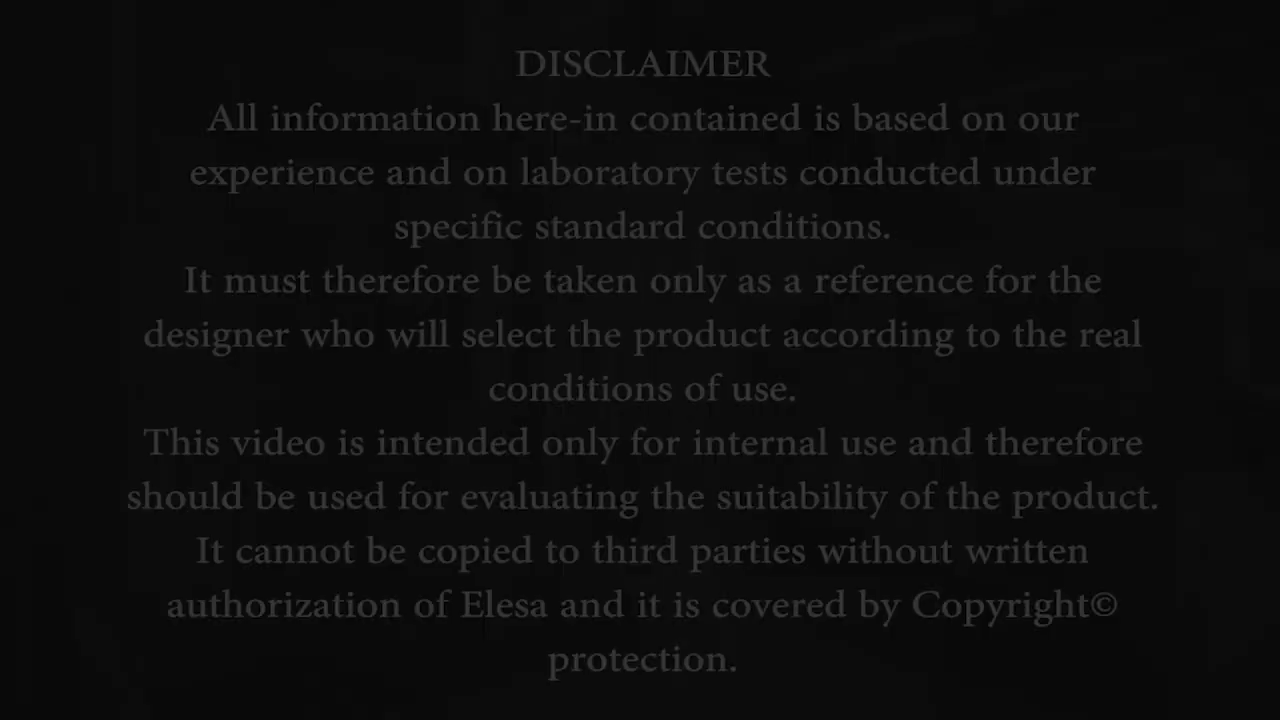 DISCLAIMER
All information here-in contained is based on our
experience and on laboratory tests conducted under
specific standard conditions.
It must therefore be taken only as a reference for the
designer who will select the product according to the real
conditions of use.
This video is intended only for internal use and therefore
should be used for evaluating the suitability of the product.
It cannot be copied to third parties without written
authorization of Elesa and it is covered by Copyright©
protection.